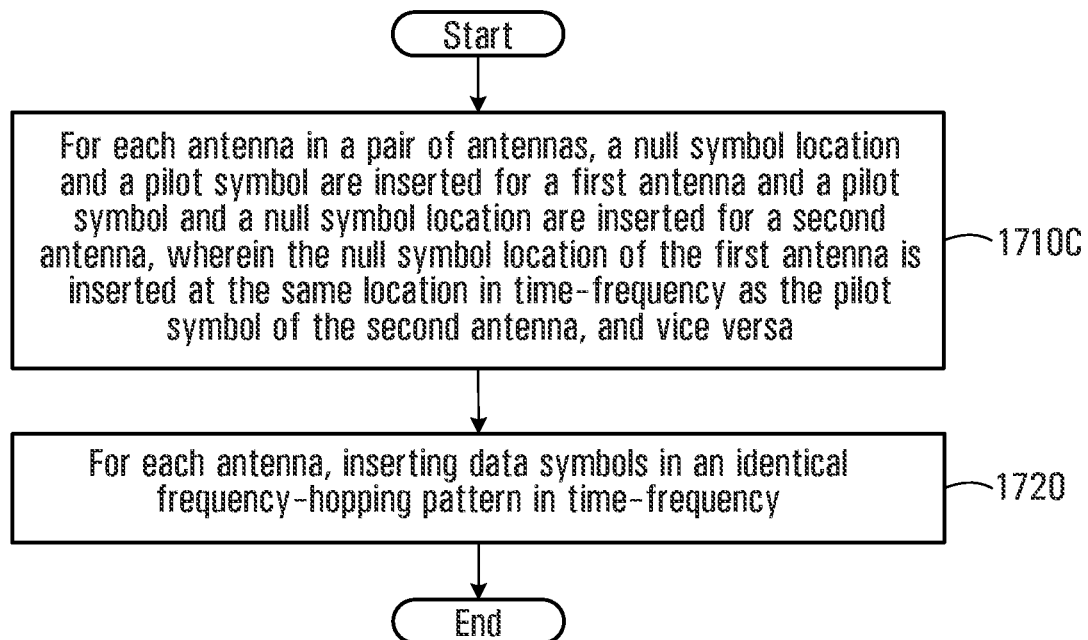 Start
For each antenna in a pair of antennas, a null symbol location
and a pilot symbol are inserted for a first antenna and a pilot
symbol and a null symbol location are inserted for a second
antenna, wherein the null symbol location of the first antenna is
inserted at the same location in time-frequency as the pilot
symbol of the second antenna, and vice versa
1710C
For each antenna, inserting data symbols in an identical
frequency-hopping pattern in time-frequency
1720
End